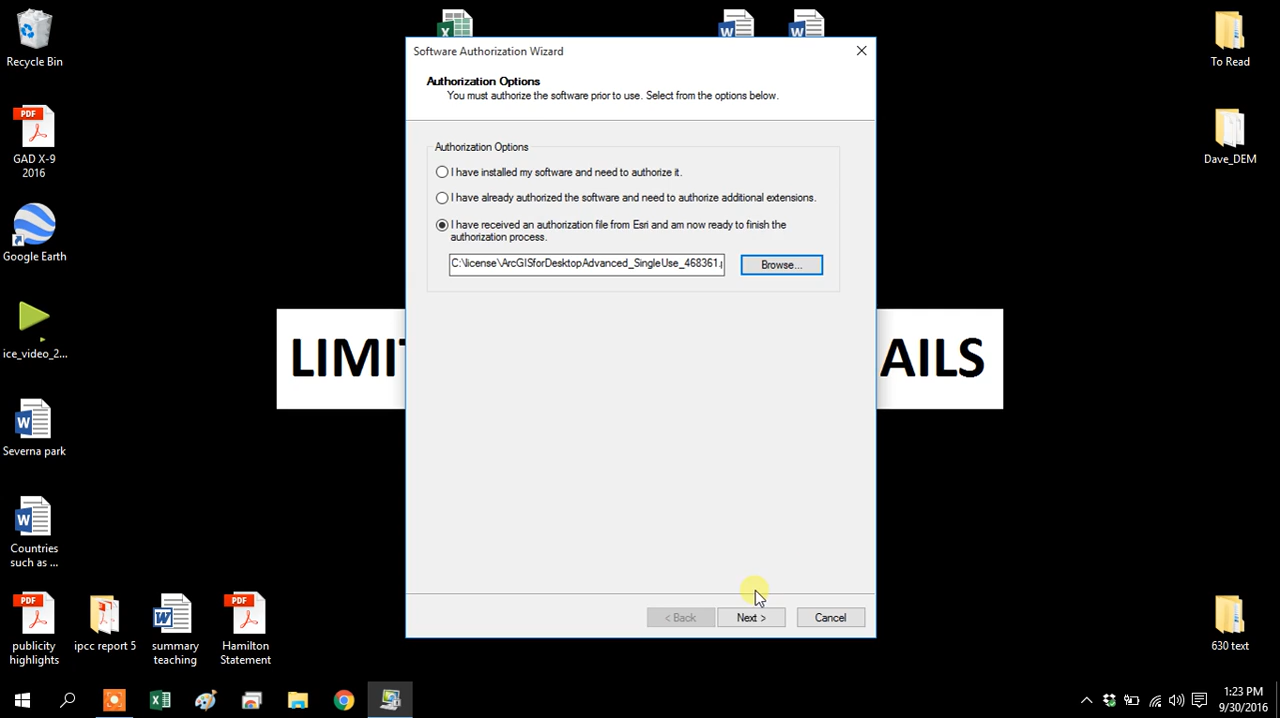 Recycle Bin
PDF
GAD X-9
2016
Google Earth
ice_video_2...
Severna park
Countries
such as ...
PDF
publicity
highlights
ipcc report 5
summary
teaching
PDF
Hamilton
Statement
Software Authorization Wizard
Authorization Options
You must authorize the software prior to use. Select from the options below.
Authorization Options
I have installed my software and need to authorize it.
I have already authorized the software and need to authorize additional extensions.
I have received an authorization file from Esri and am now ready to finish the
authorization process.
C:\license\ArcGISforDesktopAdvanced_SingleUse_468361.p
Browse...
LIMIT
AILS
< Back
Next >
Cancel
To Read
Dave_DEM
630 text
1:23 PM
9/30/2016